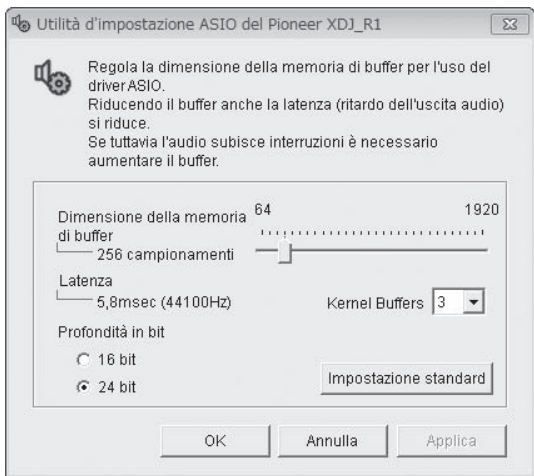 Utilità d'impostazione ASIO del Pioneer XDJ_R1
Regola la dimensione della memoria di buffer per l'uso del
driver ASIO.
Riducendo il buffer anche la latenza (ritardo dell'uscita audio)
si riduce.
Se tuttavia l'audio subisce interruzioni è necessario
aumentare il buffer.
64 1920
Dimensione della memoria
di buffer
256 campionamenti
Latenza
5,8msec (44100Hz)
Kernel Buffers 3
Profondità in bit
16 bit
24 bit
Impostazione standard
OK Annulla Applica